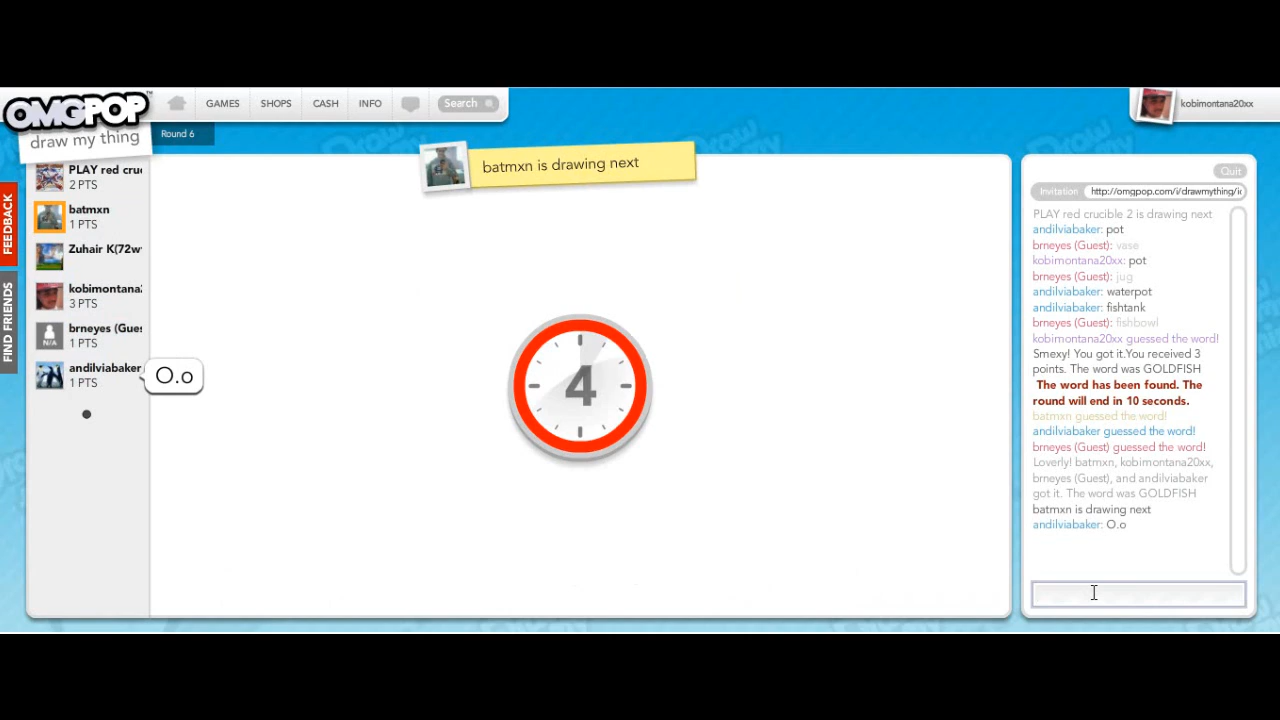 OMGPOP
draw my thing
GAMES
SHOPS
CASH
INFO
Search
kobimontana20xx
Round 6
batmxn is drawing next
FEEDBACK
FIND FRIENDS
PLAY red
2 PTS
batmxn
1 PTS
Zuhair K(72w
kobimontana
3 PTS
N/A
brneyes (Gues
1 PTS
andilviabaker
1 PTS
O.o
4
Quit
Invitation http://omgpop.com/i/drawmything/
PLAY red crucible 2 is drawing next
andilviabaker: pot
brneyes (Guest): vase
kobimontana20xx: pot
brneyes (Guest): jug
andilviabaker: waterpot
andilviabaker: fishtank
brneyes (Guest): fishbowl
kobimontana20xx guessed the word!
Smexy! You got it.You received 3
points. The word was GOLDFISH
The word has been found. The
round will end in 10 seconds.
batmxn guessed the word!
andilviabaker guessed the word!
brneyes (Guest) guessed the word!
Loverly! batmxn, kobimontana20xx,
brneyes (Guest), and andilviabaker
got it. The word was GOLDFISH
batmxn is drawing next
andilviabaker: O.o